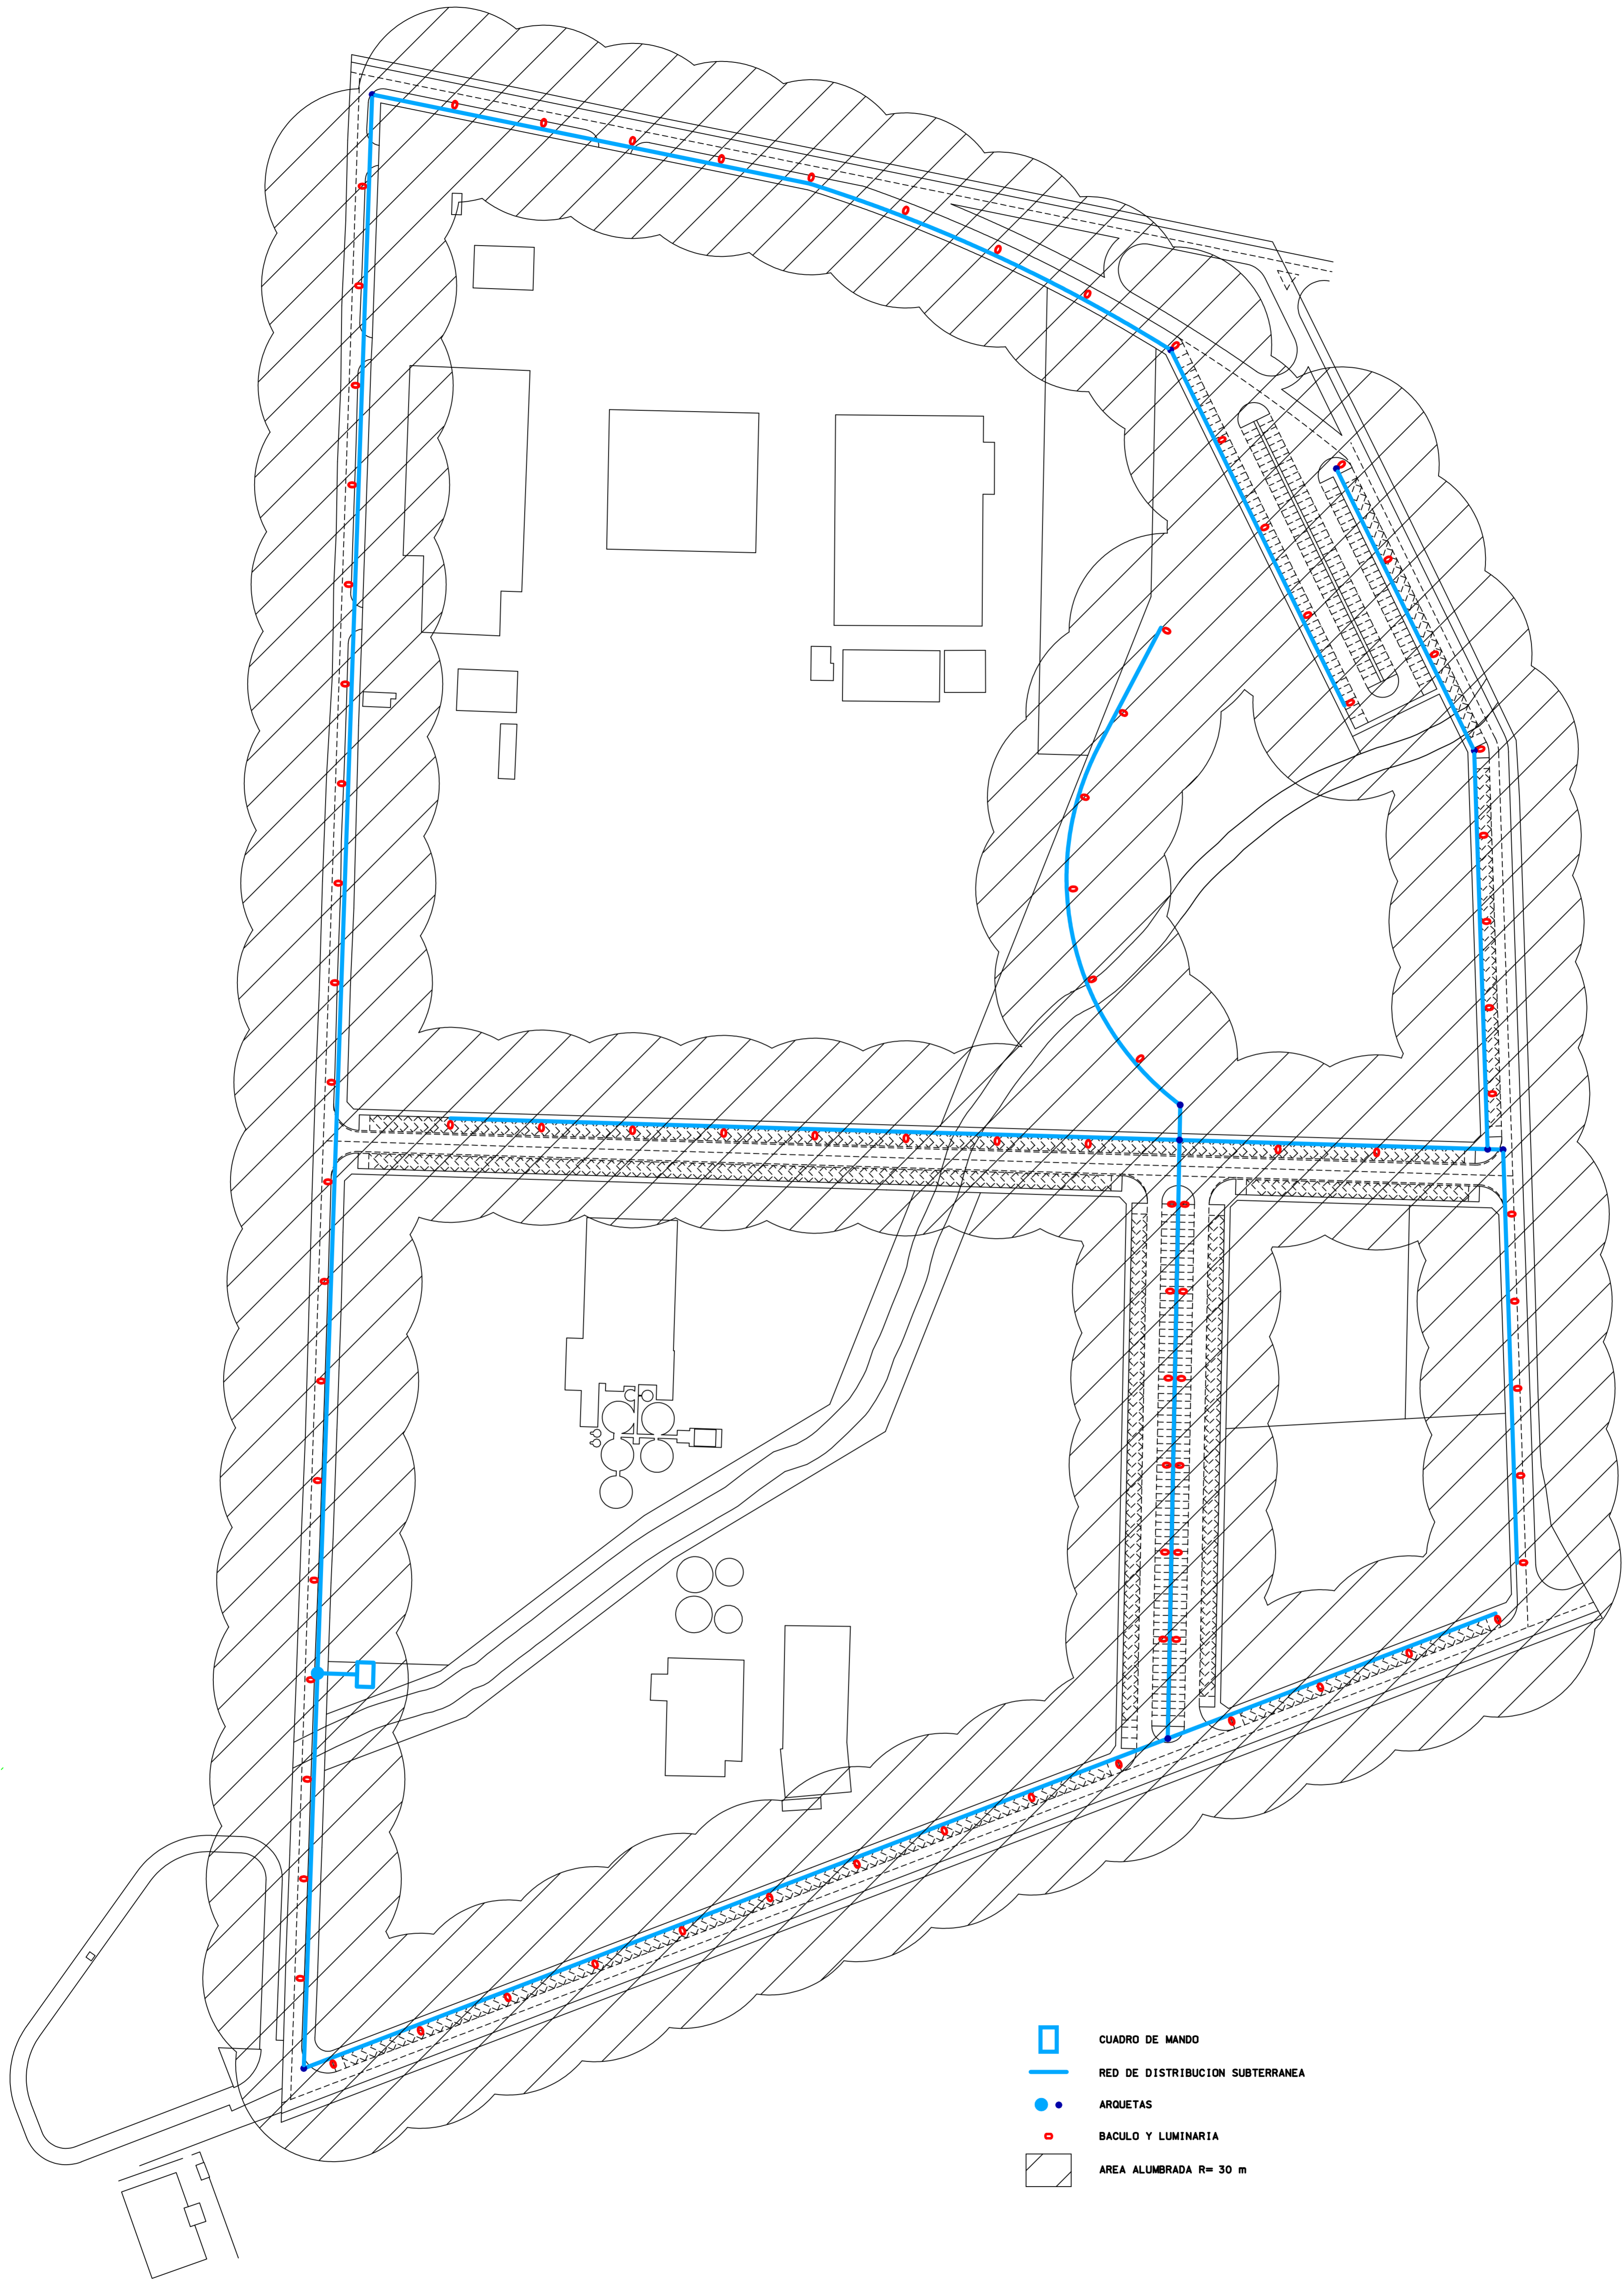 CUADRO DE MANDO
RED DE DISTRIBUCION SUBTERRANEA
ARQUETAS
BACULO Y LUMINARIA
AREA ALUMBRADA R= 30 m